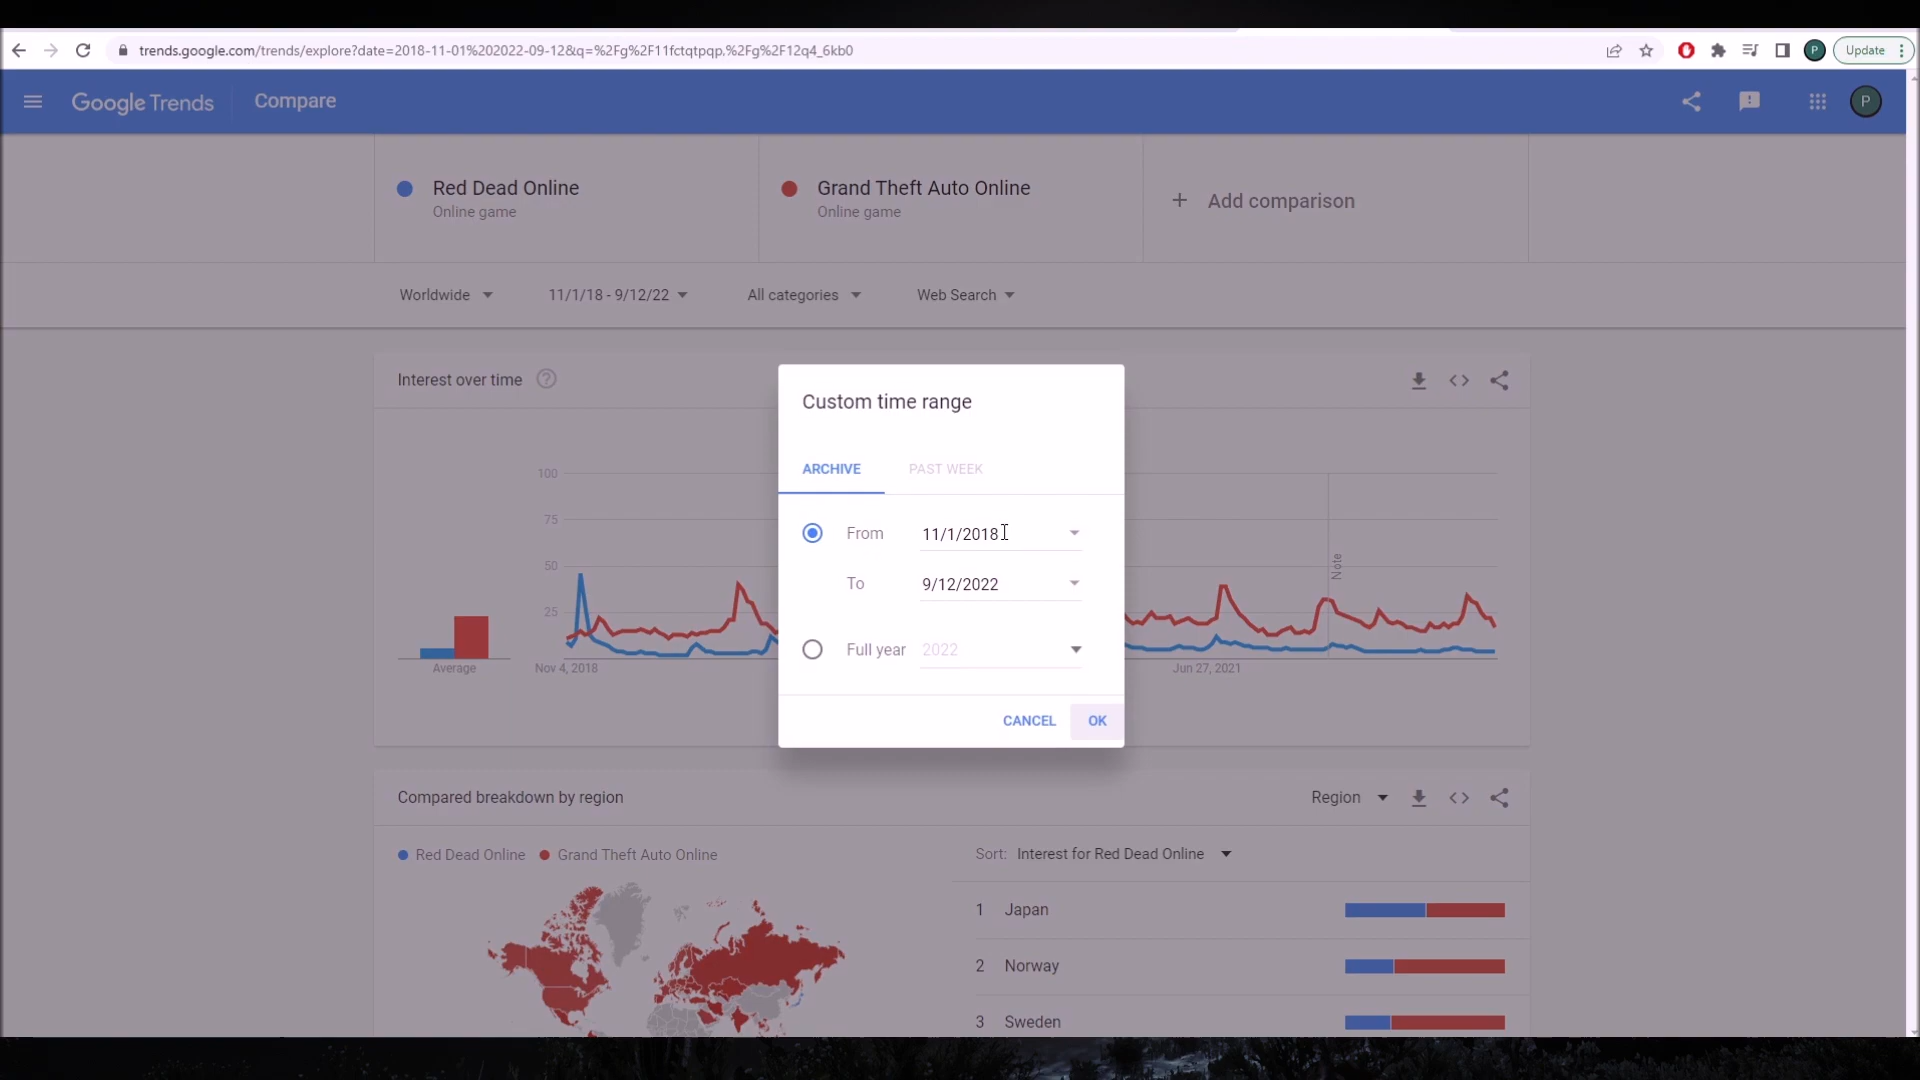 trends.google.com/trends/explore?date=2018-11-01%202022-09-12&q=%2Fg%2F11fctqtpqp,%2Fg%2F12q4_6kb0
P
Update
Google Trends
Compare
P
Red Dead Online
Online game
Grand Theft Auto Online
Online game
+ Add comparison
Worldwide
11/1/18 - 9/12/22
All categories
Web Search
Interest over time
?
100
75
50
25
Average
Nov 4, 2018
Jun 27, 2021
Note
Custom time range
ARCHIVE
PAST WEEK
From
11/1/2018
To
9/12/2022
Full year
2022
CANCEL
OK
Compared breakdown by region
Region
Red Dead Online
Grand Theft Auto Online
Sort: Interest for Red Dead Online
1 Japan
2 Norway
3 Sweden